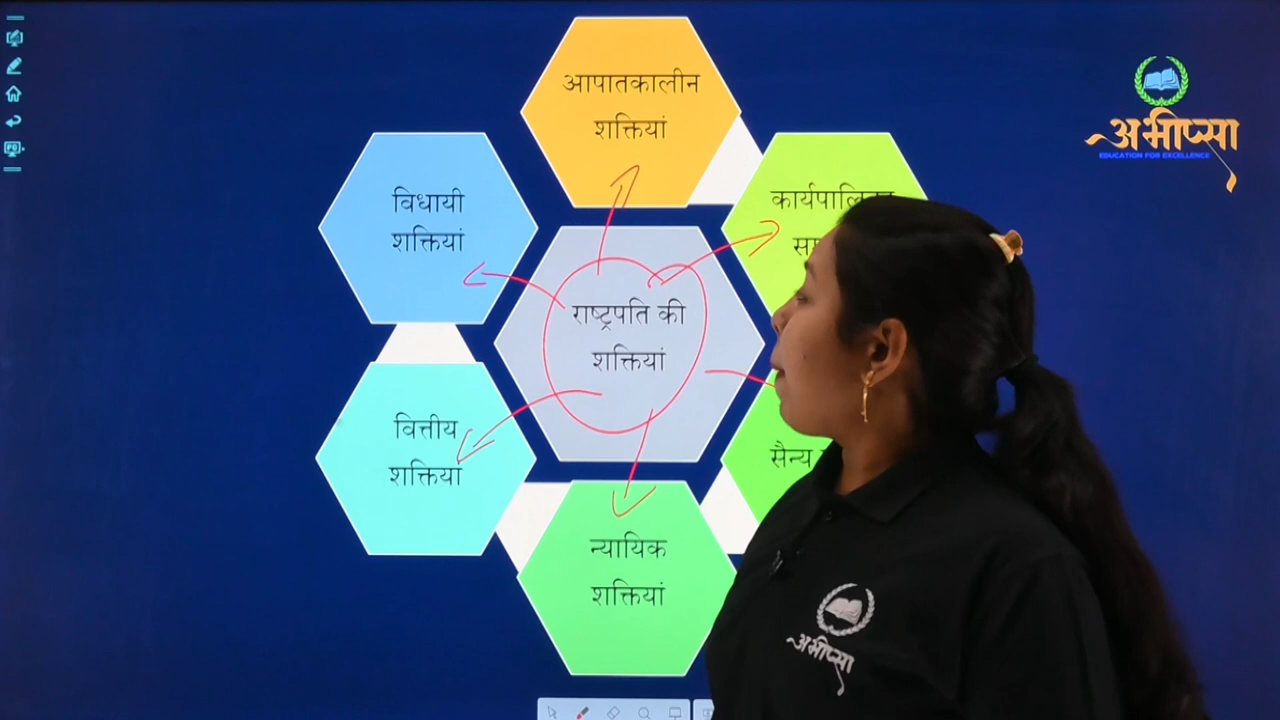 आपातकालीन
शक्तियां
अभीप्सा
EDUCATION FOR EXCELLENCE
विधायी
शक्तियां
राष्ट्रपति की
शक्तियां
वित्तीय
शक्तियां
सैन्य
न्यायिक
शक्तियां
अभीप्सा